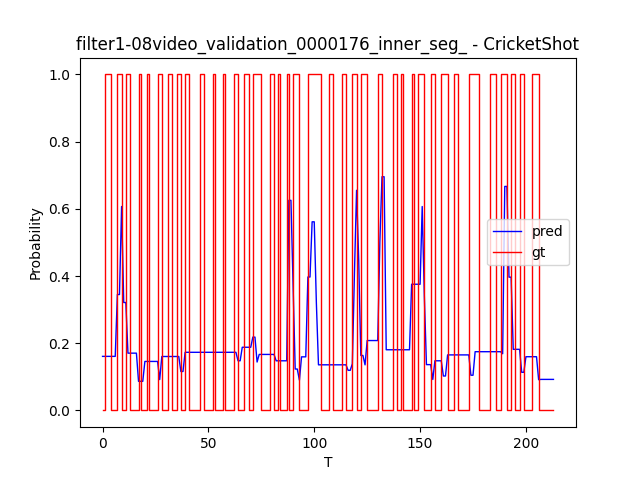 filter1-08video_validation_0000176_inner_seg_ - CricketShot
1.0
0.8
0.6
0.4
0.2
0.0
Probability
pred
gt
0 50 100 150 200
T